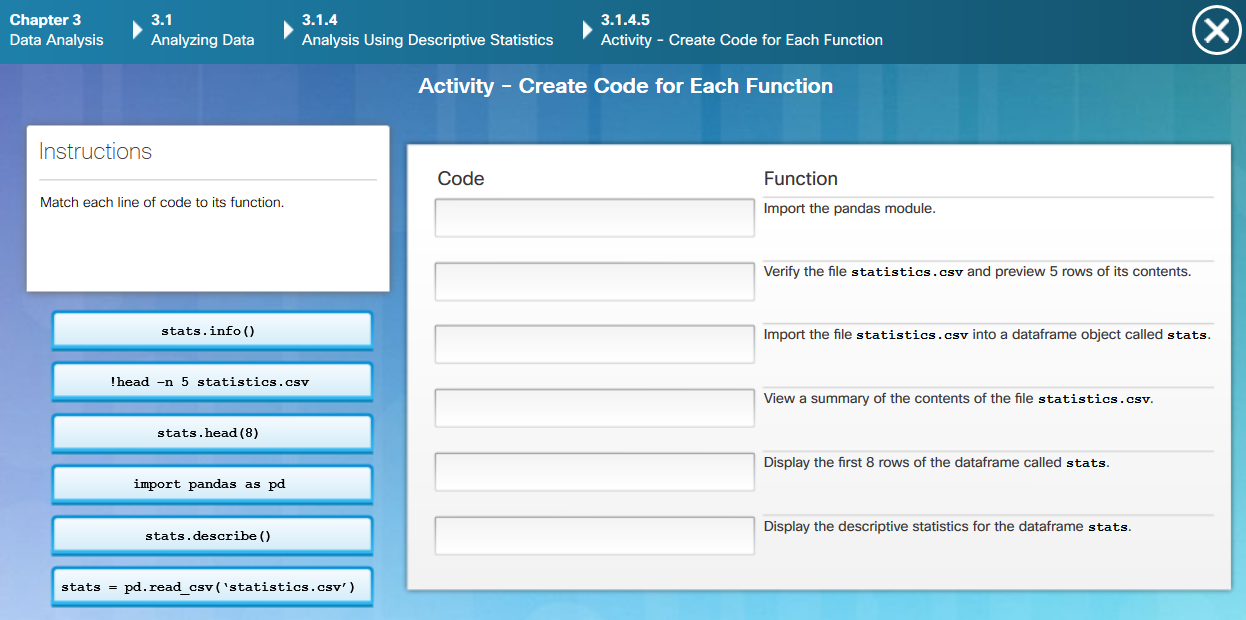 Chapter 3
Data Analysis
3.1
Analyzing Data
3.1.4
Analysis Using Descriptive Statistics
3.1.4.5
Activity - Create Code for Each Function
Activity - Create Code for Each Function
Instructions
Match each line of code to its function.
stats.info()
!head -n 5 statistics.csv
stats.head(8)
import pandas as pd
stats.describe()
stats = pd.read_csv(‘statistics.csv’)
Code
Function
Import the pandas module.
Verify the file statistics.csv and preview 5 rows of its contents.
Import the file statistics.csv into a dataframe object called stats.
View a summary of the contents of the file statistics.csv.
Display the first 8 rows of the dataframe called stats.
Display the descriptive statistics for the dataframe stats.